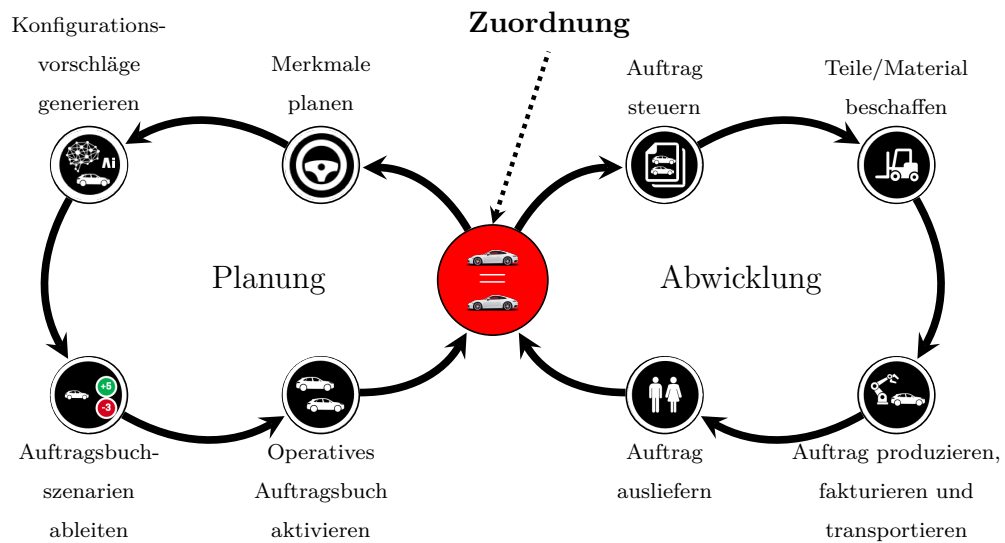 Zuordnung
Konfigurations-
vorschläge
generieren
Merkmale
planen
Auftrag
steuern
Teile/Material
beschaffen
Ai
Planung
Abwicklung
+5
-3
Auftragsbuch-
szenarien
ableiten
Operatives
Auftragsbuch
aktivieren
Auftrag
ausliefern
Auftrag produzieren,
fakturieren und
transportieren